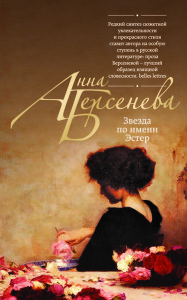 Редкий синтез сюжетной
увлекательности
и прекрасного стиля
ставит автора на особую
ступень в русской
литературе: проза
Берсеневой – лучший
образец изящной
словесности, belles lettres
Анна
Берсенева
Звезда
по имени
Эстер